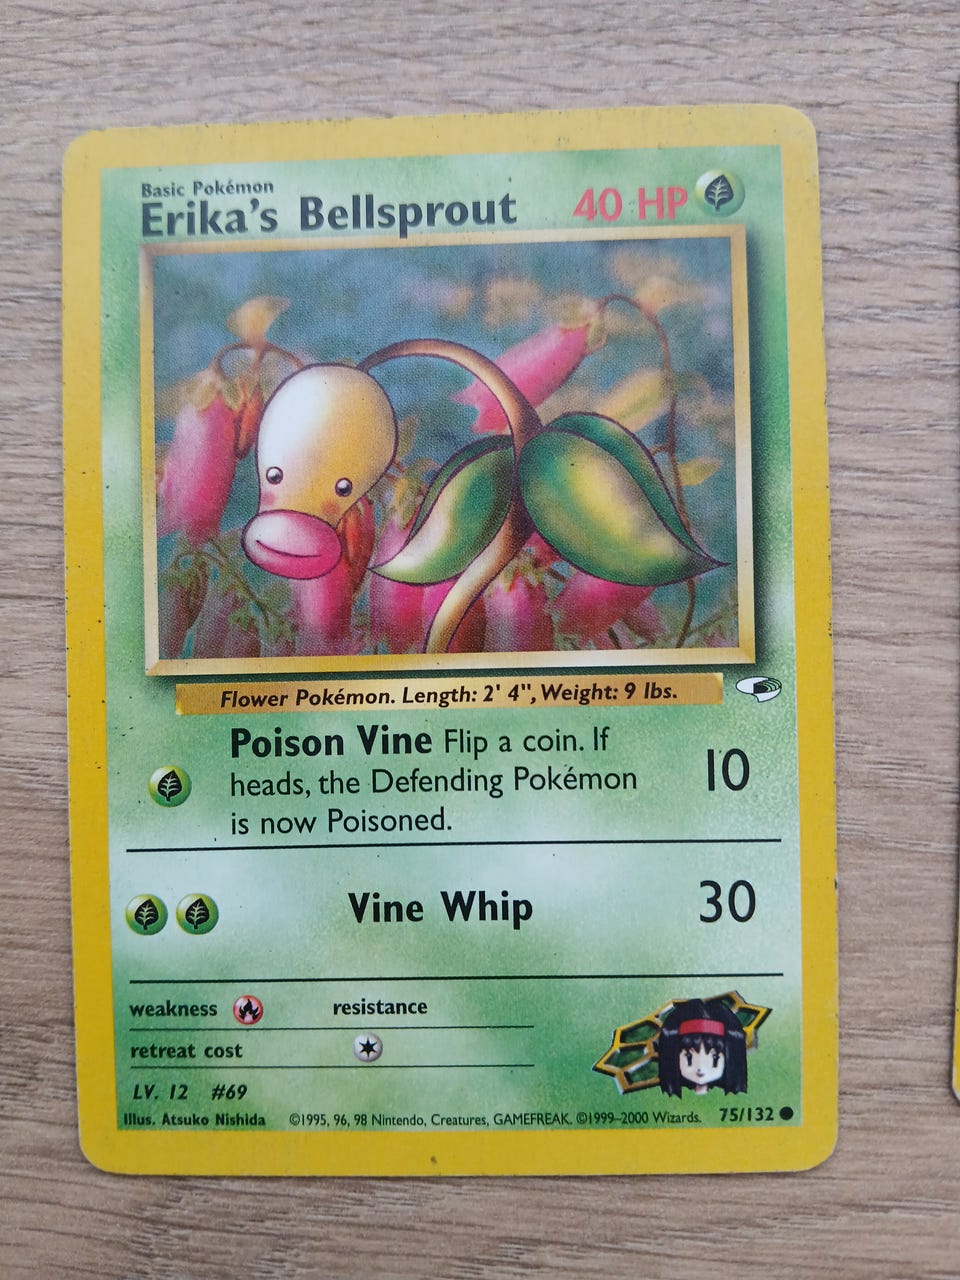 Basic Pokémon
Erika's Bellsprout 40 HP
Flower Pokémon. Length: 2' 4", Weight: 9 lbs.
Poison Vine Flip a coin. If
heads, the Defending Pokémon
is now Poisoned.
10
Vine Whip 30
weakness resistance
retreat cost
LV. 12 #69
Illus. Atsuko Nishida ©1995, 96, 98 Nintendo, Creatures, GAMEFREAK. ©1999–2000 Wizards. 75/132